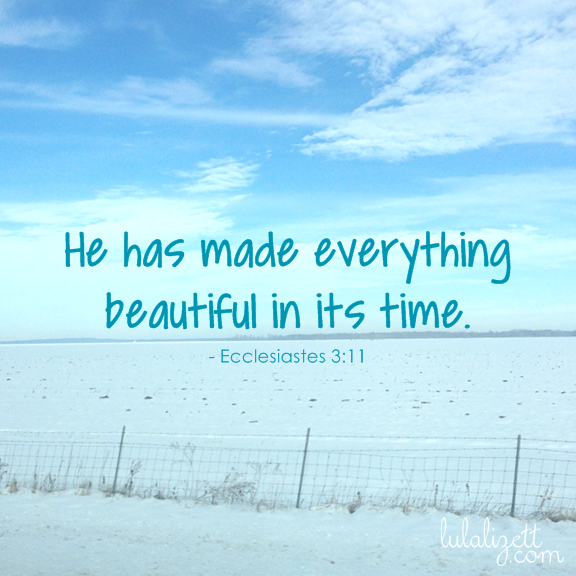 He has made everything
beautiful in its time.
- Ecclesiastes 3:11
lulalizett
.com